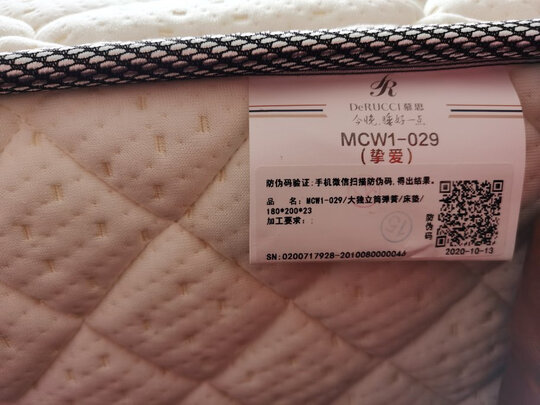 DeRUCCI 慕思
今晚,睡好一点
MCW1-029
(挚爱)
防伪码验证:手机微信扫描防伪码,得出结果。
品 名: MCW1-029/大独立筒弹簧/床垫/
180*200*23
加工要求:
防伪码
SN:0200717928-2010080000046
2020-10-13